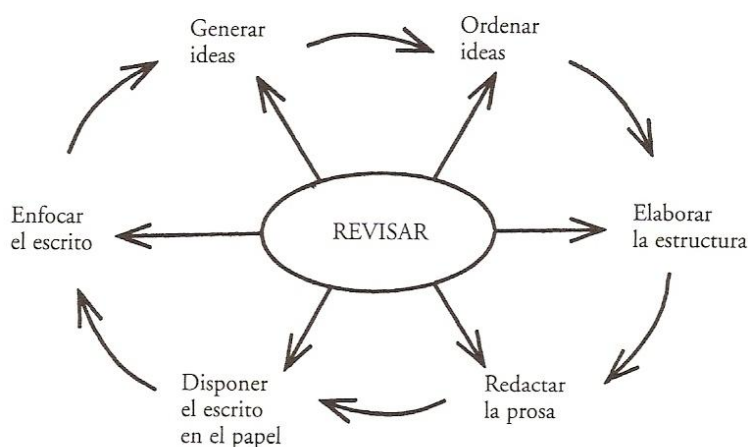 Generar
ideas
Ordenar
ideas
Enfocar
el escrito
REVISAR
Elaborar
la estructura
Disponer
el escrito
en el papel
Redactar
la prosa